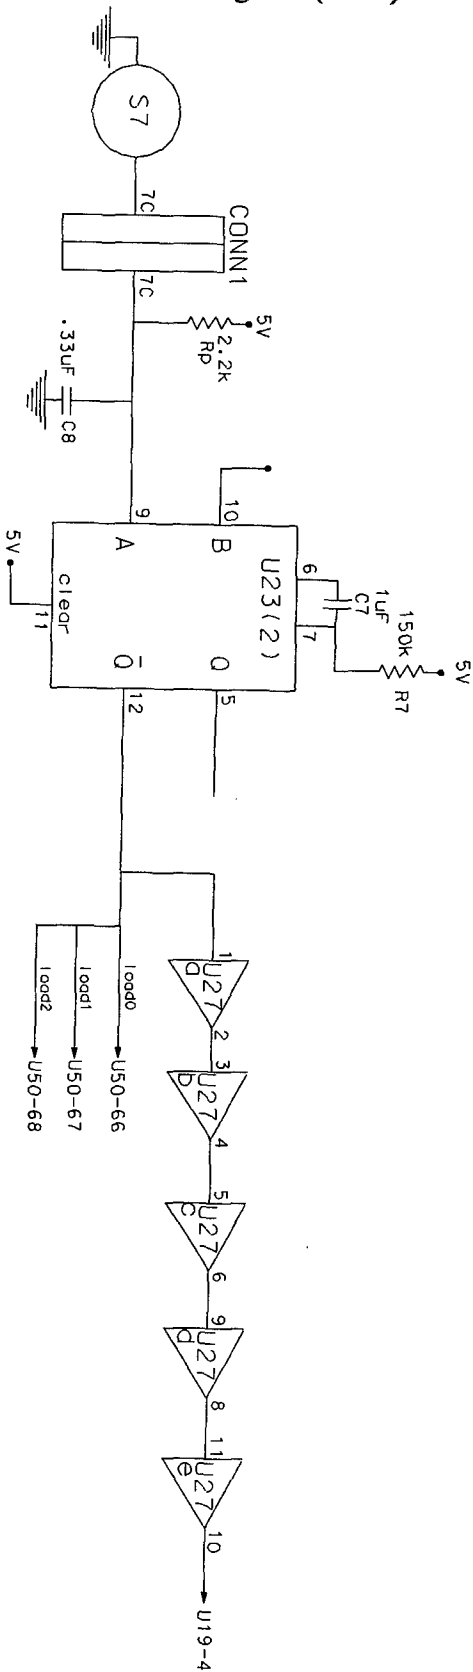 S7
CONN1
7C
7C
5V
2.2k
Rp
.33uF
C8
9
10
A
B
U23(2)
6
7
1uF
C7
150k
R7
5V
5V
clear
11
Q̅
Q
12
5
load0
load1
load2
U50-66
U50-67
U50-68
1
U27
a
2
3
U27
b
4
5
U27
c
6
9
U27
d
8
11
U27
e
10
U19-4